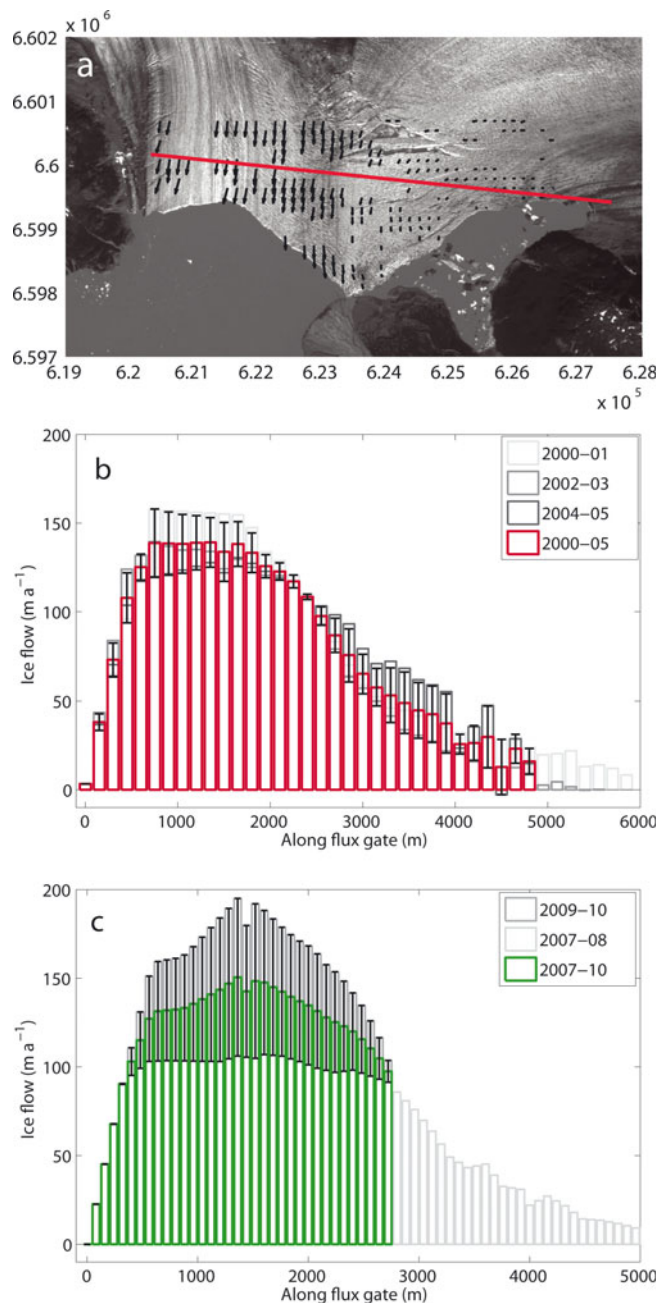 x 10⁶
6.602
a
6.601
6.6
6.599
6.598
6.597
6.19 6.2 6.21 6.22 6.23 6.24 6.25 6.26 6.27 6.28
x 10⁵
200
b
2000−01
2002−03
2004−05
2000−05
150
100
50
0
Ice flow (m a⁻¹)
0 1000 2000 3000 4000 5000 6000
Along flux gate (m)
200
c
2009−10
2007−08
2007−10
150
100
50
0
Ice flow (m a⁻¹)
0 1000 2000 3000 4000 5000
Along flux gate (m)